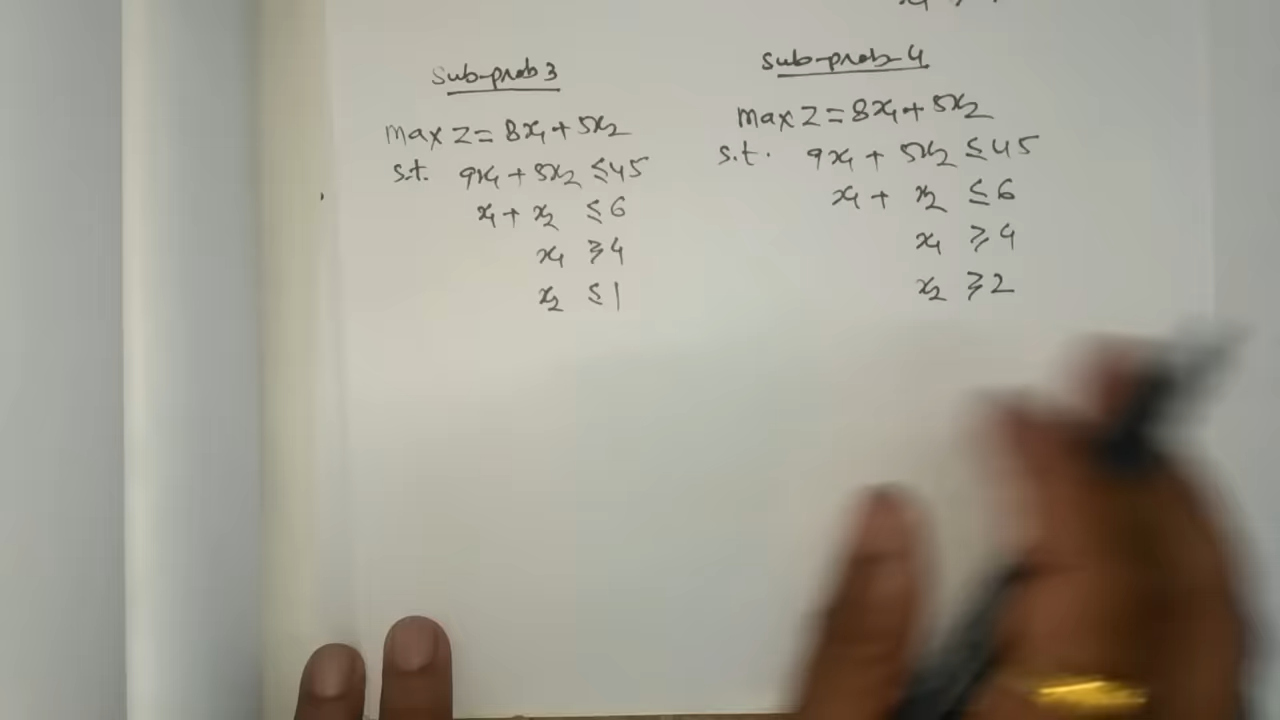 Sub-prob 3
max Z = 8x₁ + 5x₂
s.t. 9x₁ + 5x₂ ≤ 45
x₁ + x₂ ≤ 6
x₁ ≥ 4
x₂ ≤ 1
Sub-prob-4
max Z = 8x₁ + 5x₂
s.t. 9x₁ + 5x₂ ≤ 45
x₁ + x₂ ≤ 6
x₁ ≥ 4
x₂ ≥ 2